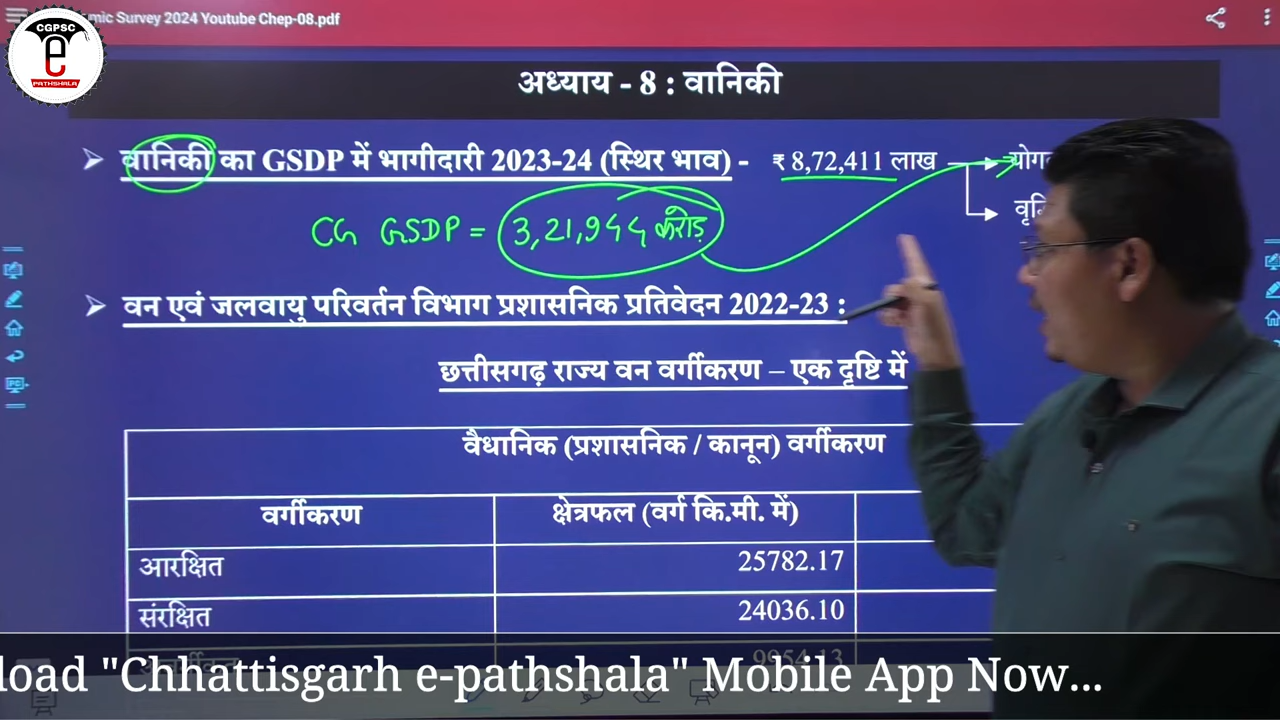 mic Survey 2024 Youtube Chep-08.pdf
CGPSC
e
PATHSHALA
अध्याय - 8 : वानिकी
➤ वानिकी का GSDP में भागीदारी 2023-24 (स्थिर भाव) - ₹ 8,72,411 लाख
CG GSDP = 3,21,944 करोड़
➤ वन एवं जलवायु परिवर्तन विभाग प्रशासनिक प्रतिवेदन 2022-23 :
छत्तीसगढ़ राज्य वन वर्गीकरण – एक दृष्टि में
वैधानिक (प्रशासनिक / कानून) वर्गीकरण
वर्गीकरण क्षेत्रफल (वर्ग कि.मी. में)
आरक्षित 25782.17
संरक्षित 24036.10
9954.13
load "Chhattisgarh e-pathshala" Mobile App Now...